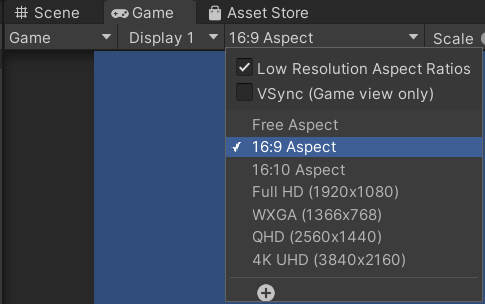 Scene Game Asset Store
Game Display 1 16:9 Aspect Scale
Low Resolution Aspect Ratios
VSync (Game view only)
Free Aspect
16:9 Aspect
16:10 Aspect
Full HD (1920x1080)
WXGA (1366x768)
QHD (2560x1440)
4K UHD (3840x2160)